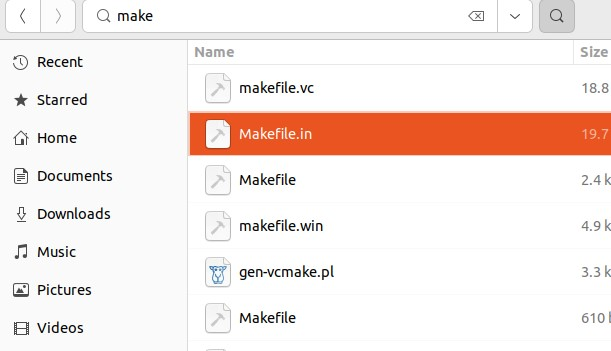 make
Name Size
Recent
Starred
Home
Documents
Downloads
Music
Pictures
Videos
makefile.vc 18.8
Makefile.in 19.7
Makefile 2.4 k
makefile.win 4.9 k
gen-vcmake.pl 3.3 k
Makefile 610 b